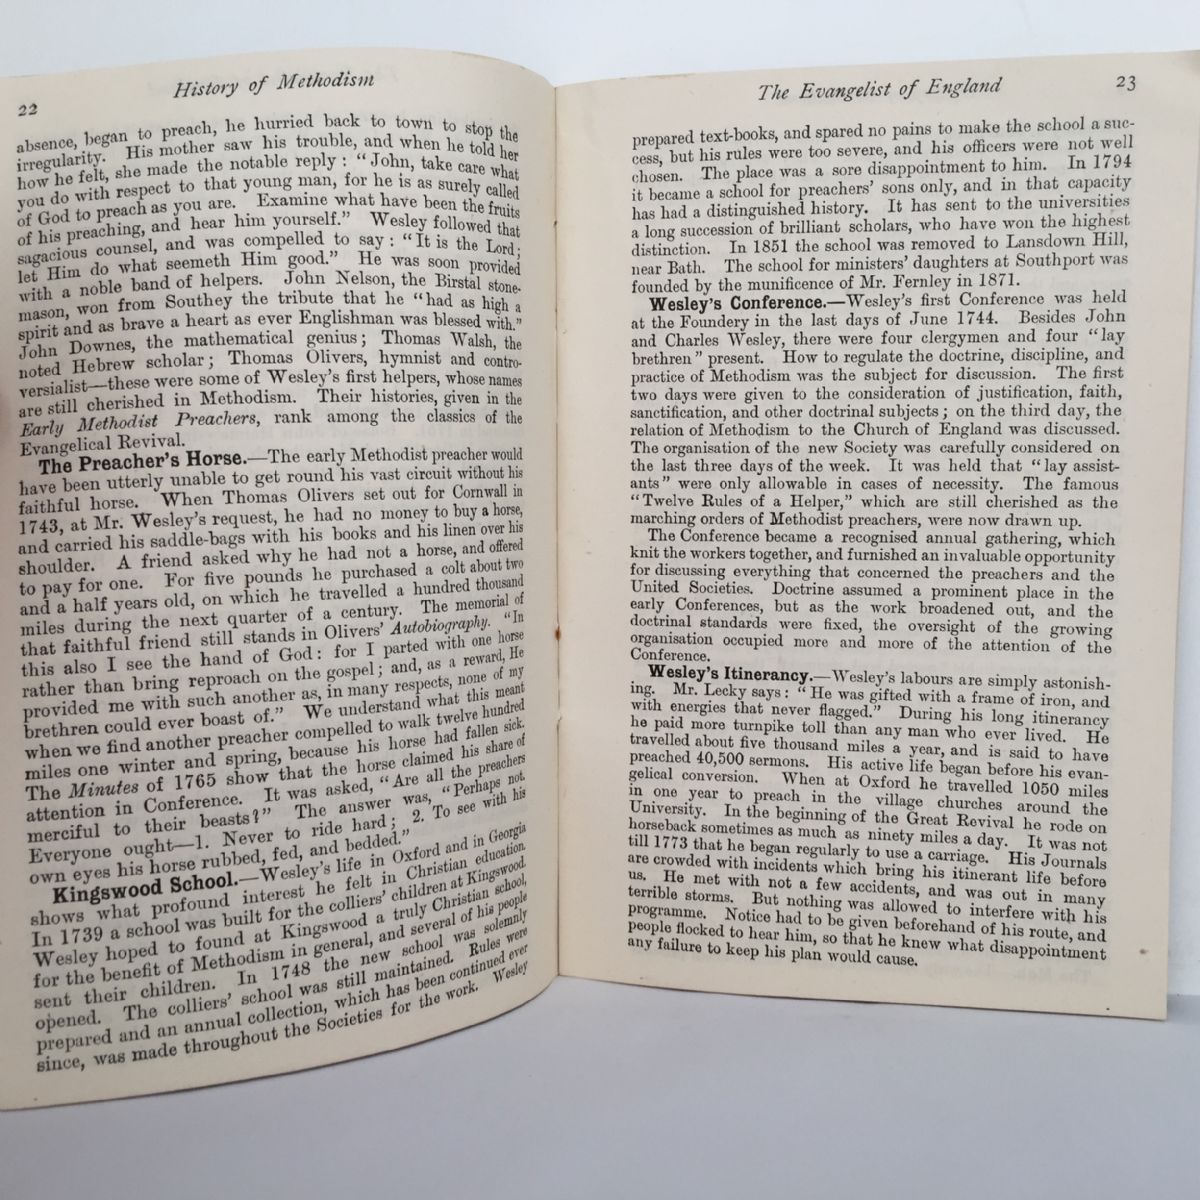 22
History of Methodism
absence, began to preach, he hurried back to town to stop the
irregularity. His mother saw his trouble, and when he told her
how he felt, she made the notable reply : “ John, take care what
you do with respect to that young man, for he is as surely called
of God to preach as you are. Examine what have been the fruits
of his preaching, and hear him yourself.” Wesley followed that
sagacious counsel, and was compelled to say : “ It is the Lord ;
let Him do what seemeth Him good.” He was soon provided
with a noble band of helpers. John Nelson, the Birstal stone-
mason, won from Southey the tribute that he “ had as high a
spirit and as brave a heart as ever Englishman was blessed with.”
John Downes, the mathematical genius ; Thomas Walsh, the
noted Hebrew scholar ; Thomas Olivers, hymnist and contro-
versialist—these were some of Wesley's first helpers, whose names
are still cherished in Methodism. Their histories, given in the
Early Methodist Preachers, rank among the classics of the
Evangelical Revival.
The Preacher's Horse.—The early Methodist preacher would
have been utterly unable to get round his vast circuit without his
faithful horse. When Thomas Olivers set out for Cornwall in
1743, at Mr. Wesley's request, he had no money to buy a horse,
and carried his saddle-bags with his books and his linen over his
shoulder. A friend asked why he had not a horse, and offered
to pay for one. For five pounds he purchased a colt about two
and a half years old, on which he travelled a hundred thousand
miles during the next quarter of a century. The memorial of
that faithful friend still stands in Olivers' Autobiography. “ In
this also I see the hand of God : for I parted with one horse
rather than bring reproach on the gospel ; and, as a reward, He
provided me with such another as, in many respects, none of my
brethren could ever boast of.” We understand what this meant
when we find another preacher compelled to walk twelve hundred
miles one winter and spring, because his horse had fallen sick.
The Minutes of 1765 show that the horse claimed his share of
attention in Conference. It was asked, “ Are all the preachers
merciful to their beasts ? ” The answer was, “ Perhaps not.
Everyone ought—1. Never to ride hard ; 2. To see with his
own eyes his horse rubbed, fed, and bedded.”
Kingswood School.—Wesley's life in Oxford and in Georgia
shows what profound interest he felt in Christian education.
In 1739 a school was built for the colliers' children at Kingswood.
Wesley hoped to found at Kingswood a truly Christian school,
for the benefit of Methodism in general, and several of his people
sent their children. In 1748 the new school was solemnly
opened. The colliers' school was still maintained. Rules were
prepared and an annual collection, which has been continued ever
since, was made throughout the Societies for the work. Wesley
The Evangelist of England
23
prepared text-books, and spared no pains to make the school a suc-
cess, but his rules were too severe, and his officers were not well
chosen. The place was a sore disappointment to him. In 1794
it became a school for preachers' sons only, and in that capacity
has had a distinguished history. It has sent to the universities
a long succession of brilliant scholars, who have won the highest
distinction. In 1851 the school was removed to Lansdown Hill,
near Bath. The school for ministers' daughters at Southport was
founded by the munificence of Mr. Fernley in 1871.
Wesley's Conference.—Wesley's first Conference was held
at the Foundery in the last days of June 1744. Besides John
and Charles Wesley, there were four clergymen and four “ lay
brethren ” present. How to regulate the doctrine, discipline, and
practice of Methodism was the subject for discussion. The first
two days were given to the consideration of justification, faith,
sanctification, and other doctrinal subjects ; on the third day, the
relation of Methodism to the Church of England was discussed.
The organisation of the new Society was carefully considered on
the last three days of the week. It was held that “ lay assist-
ants ” were only allowable in cases of necessity. The famous
“ Twelve Rules of a Helper,” which are still cherished as the
marching orders of Methodist preachers, were now drawn up.
The Conference became a recognised annual gathering, which
knit the workers together, and furnished an invaluable opportunity
for discussing everything that concerned the preachers and the
United Societies. Doctrine assumed a prominent place in the
early Conferences, but as the work broadened out, and the
doctrinal standards were fixed, the oversight of the growing
organisation occupied more and more of the attention of the
Conference.
Wesley's Itinerancy.—Wesley's labours are simply astonish-
ing. Mr. Lecky says : “ He was gifted with a frame of iron, and
with energies that never flagged.” During his long itinerancy
he paid more turnpike toll than any man who ever lived. He
travelled about five thousand miles a year, and is said to have
preached 40,500 sermons. His active life began before his evan-
gelical conversion. When at Oxford he travelled 1050 miles
in one year to preach in the village churches around the
University. In the beginning of the Great Revival he rode on
horseback sometimes as much as ninety miles a day. It was not
till 1773 that he began regularly to use a carriage. His Journals
are crowded with incidents which bring his itinerant life before
us. He met with not a few accidents, and was out in many
terrible storms. But nothing was allowed to interfere with his
programme. Notice had to be given beforehand of his route, and
people flocked to hear him, so that he knew what disappointment
any failure to keep his plan would cause.